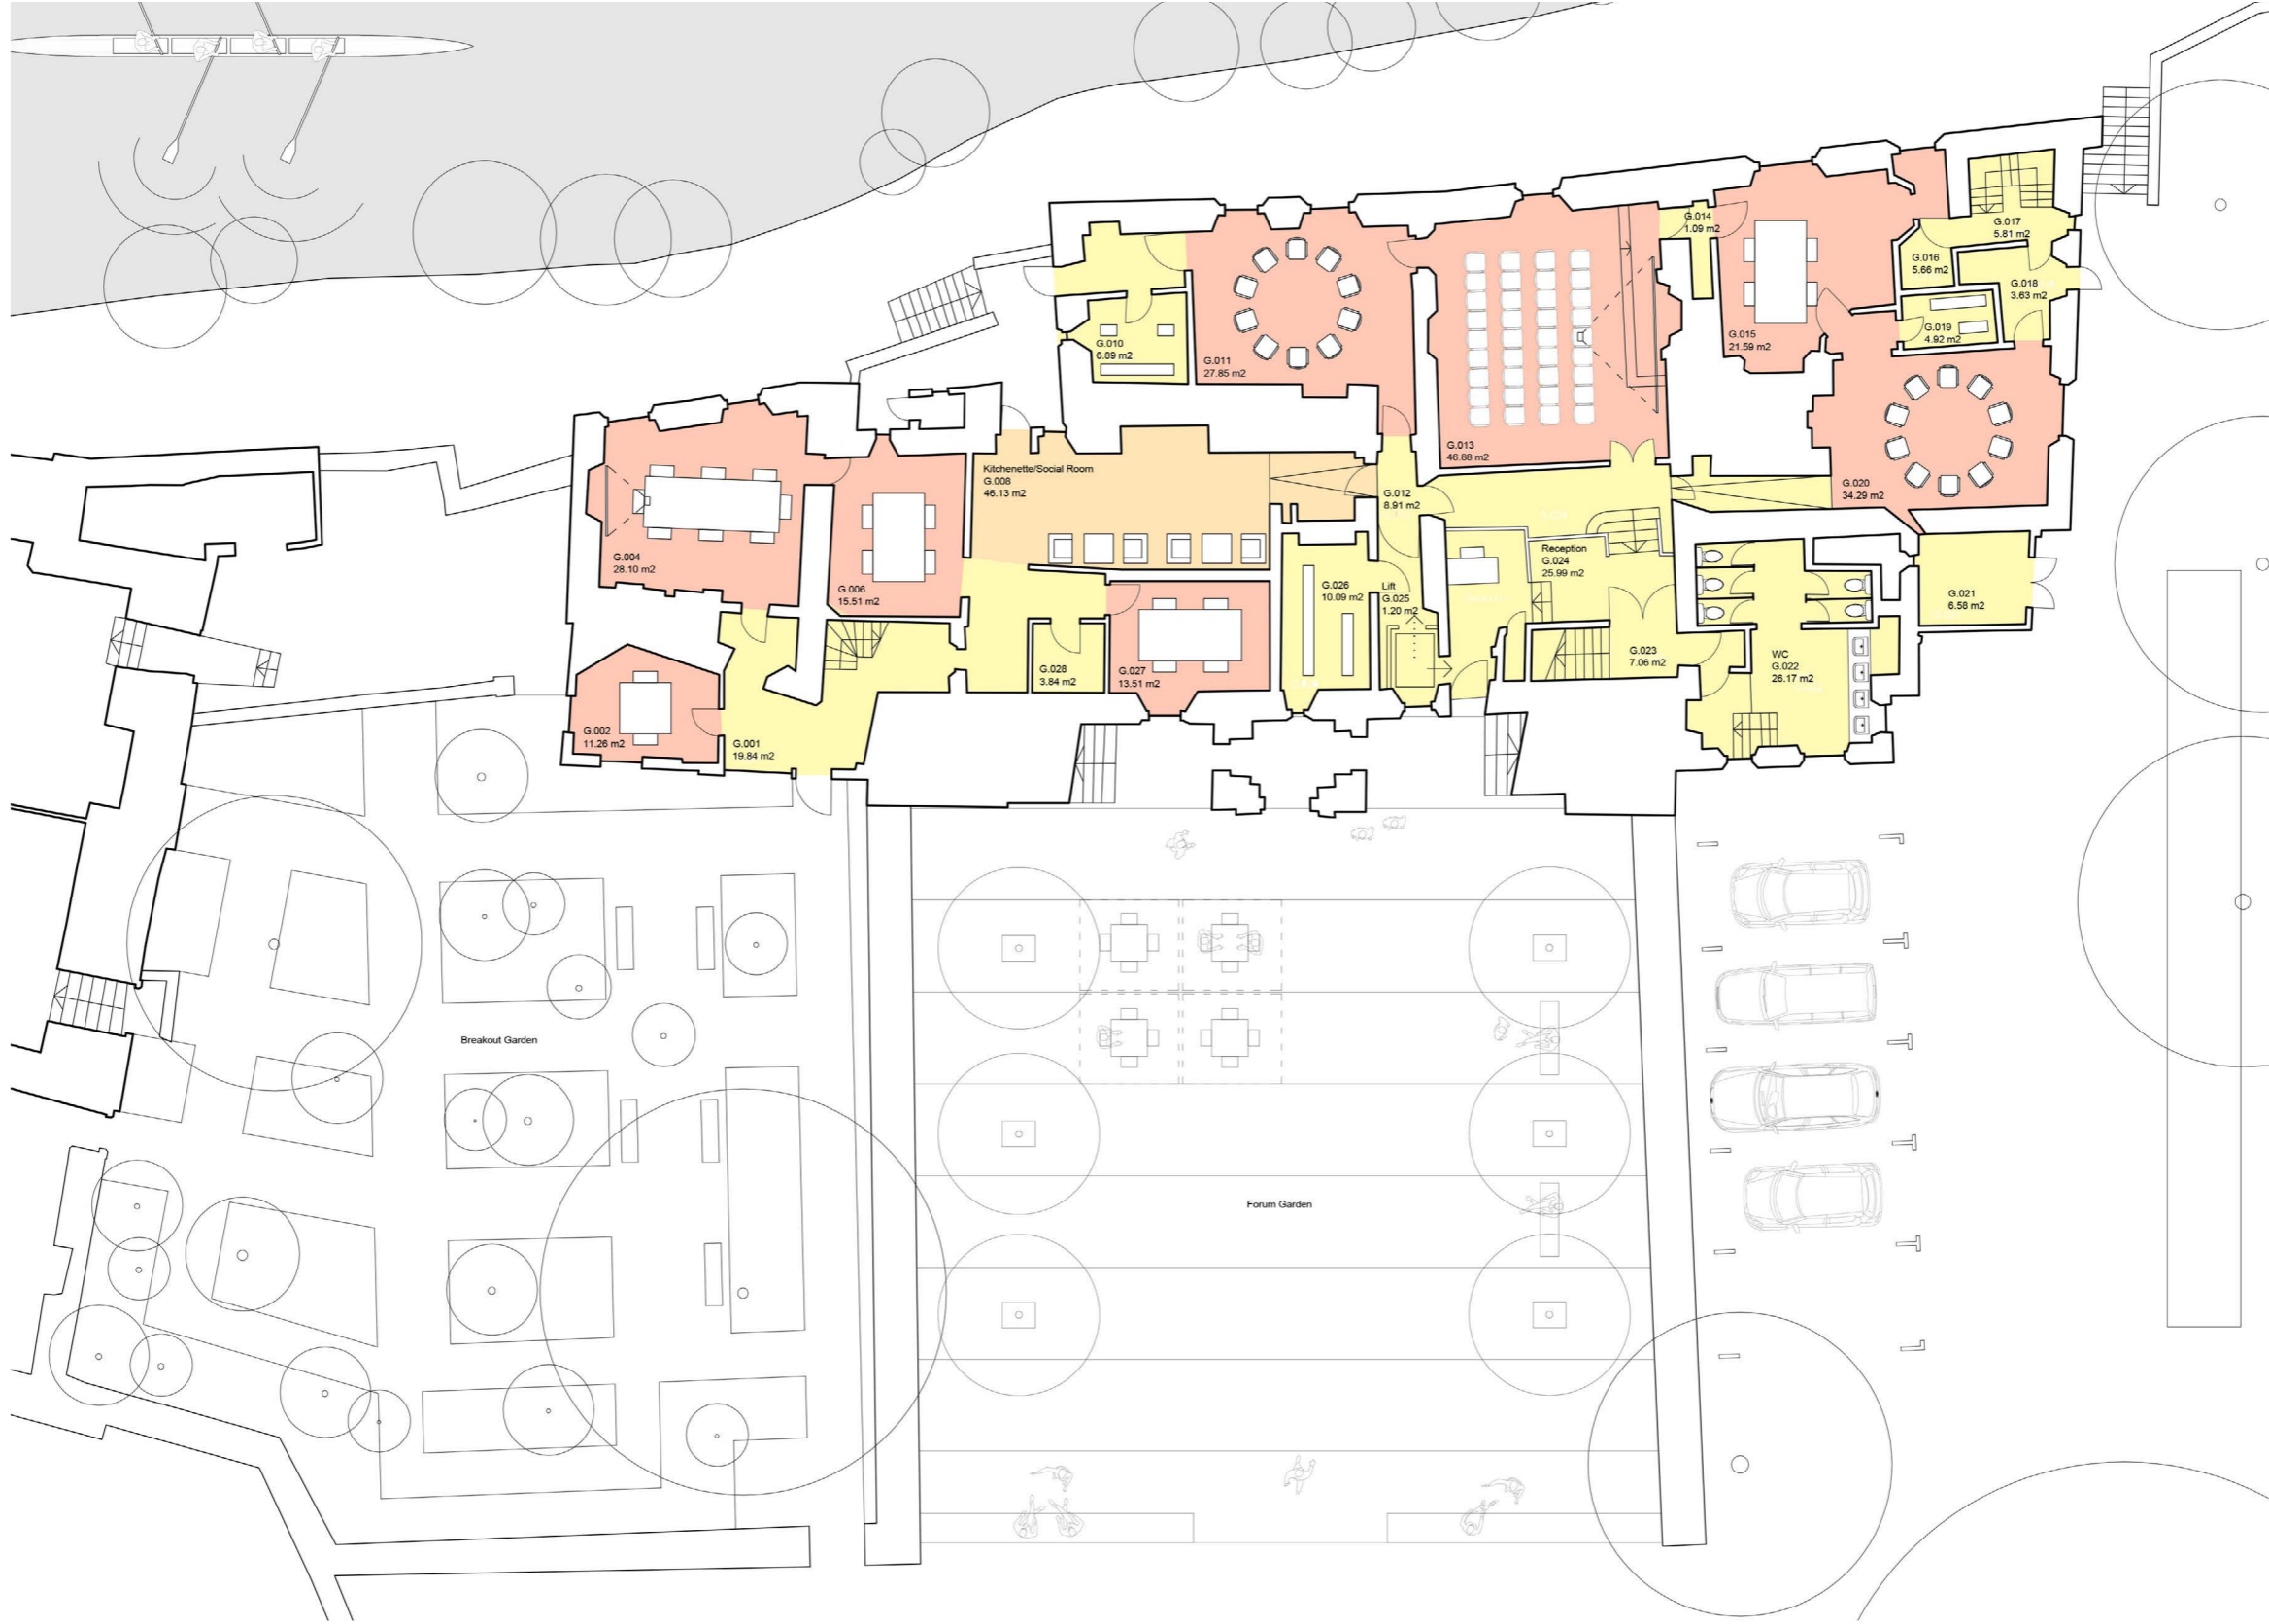 G.014
1.09 m2
G.017
5.81 m2
G.016
5.66 m2
G.018
3.63 m2
G.019
4.92 m2
G.010
6.89 m2
G.011
27.85 m2
G.015
21.59 m2
G.013
46.88 m2
Kitchenette/Social Room
G.008
46.13 m2
G.012
8.91 m2
G.020
34.29 m2
G.004
28.10 m2
G.006
15.51 m2
Reception
G.024
25.99 m2
G.026
10.09 m2
Lift
G.025
1.20 m2
G.021
6.58 m2
G.028
3.84 m2
G.027
13.51 m2
G.023
7.06 m2
WC
G.022
26.17 m2
G.002
11.26 m2
G.001
19.84 m2
Breakout Garden
Forum Garden